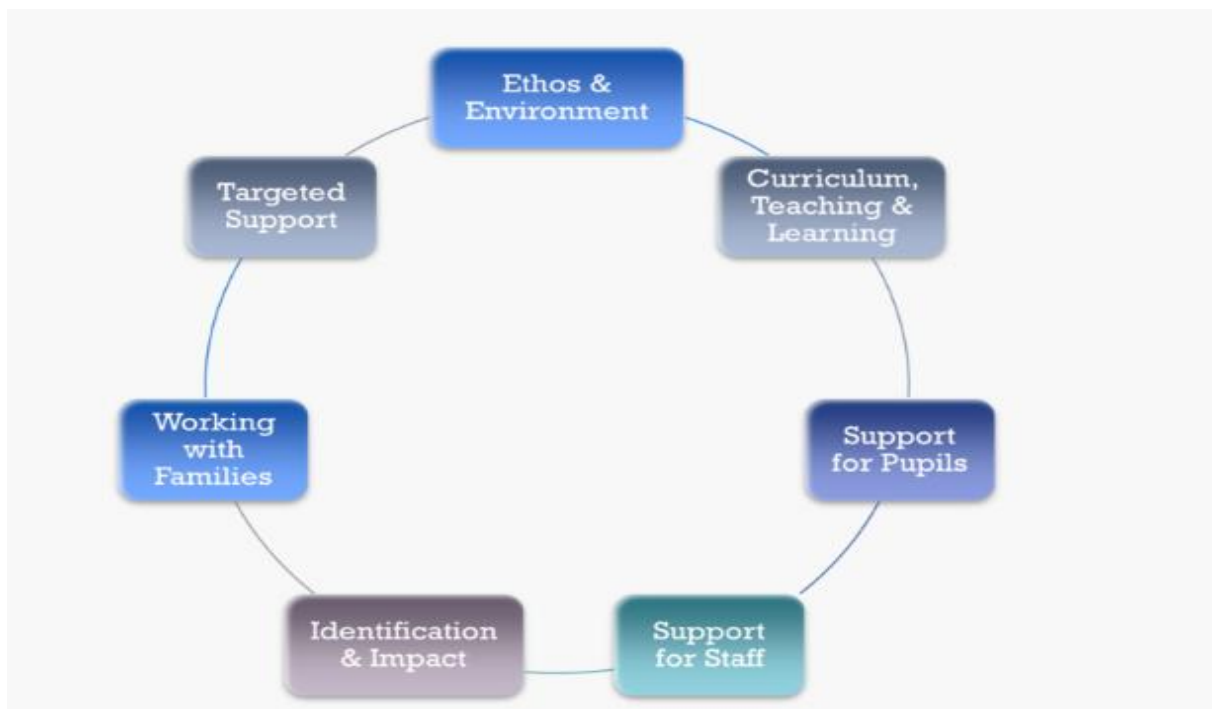 Ethos &
Environment
Curriculum,
Teaching &
Learning
Support
for Pupils
Support
for Staff
Identification
& Impact
Working
with
Families
Targeted
Support